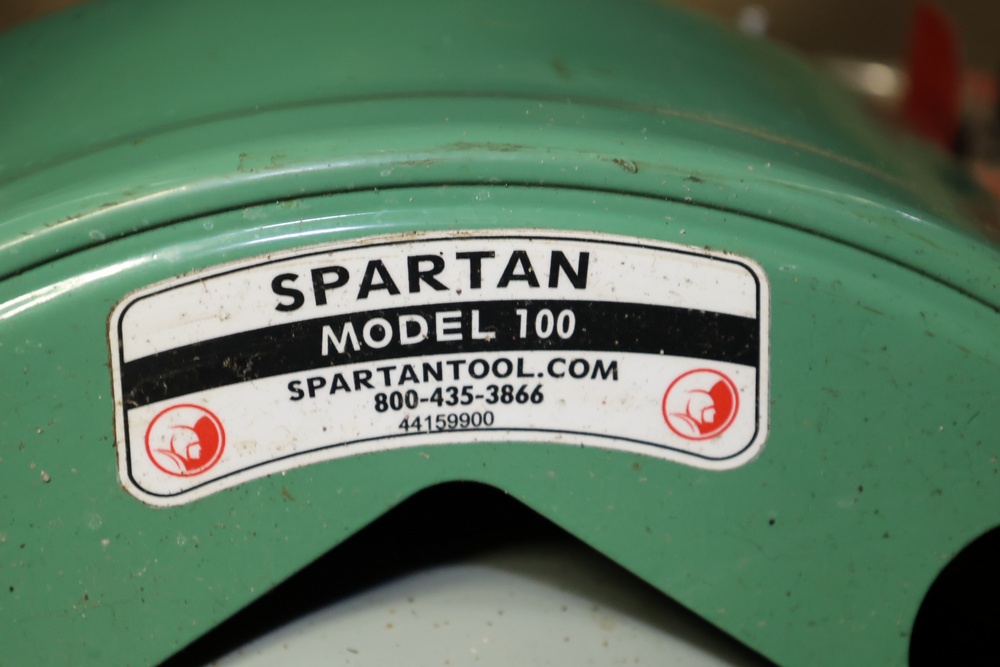 SPARTAN
MODEL 100
SPARTANTOOL.COM
800-435-3866
44159900